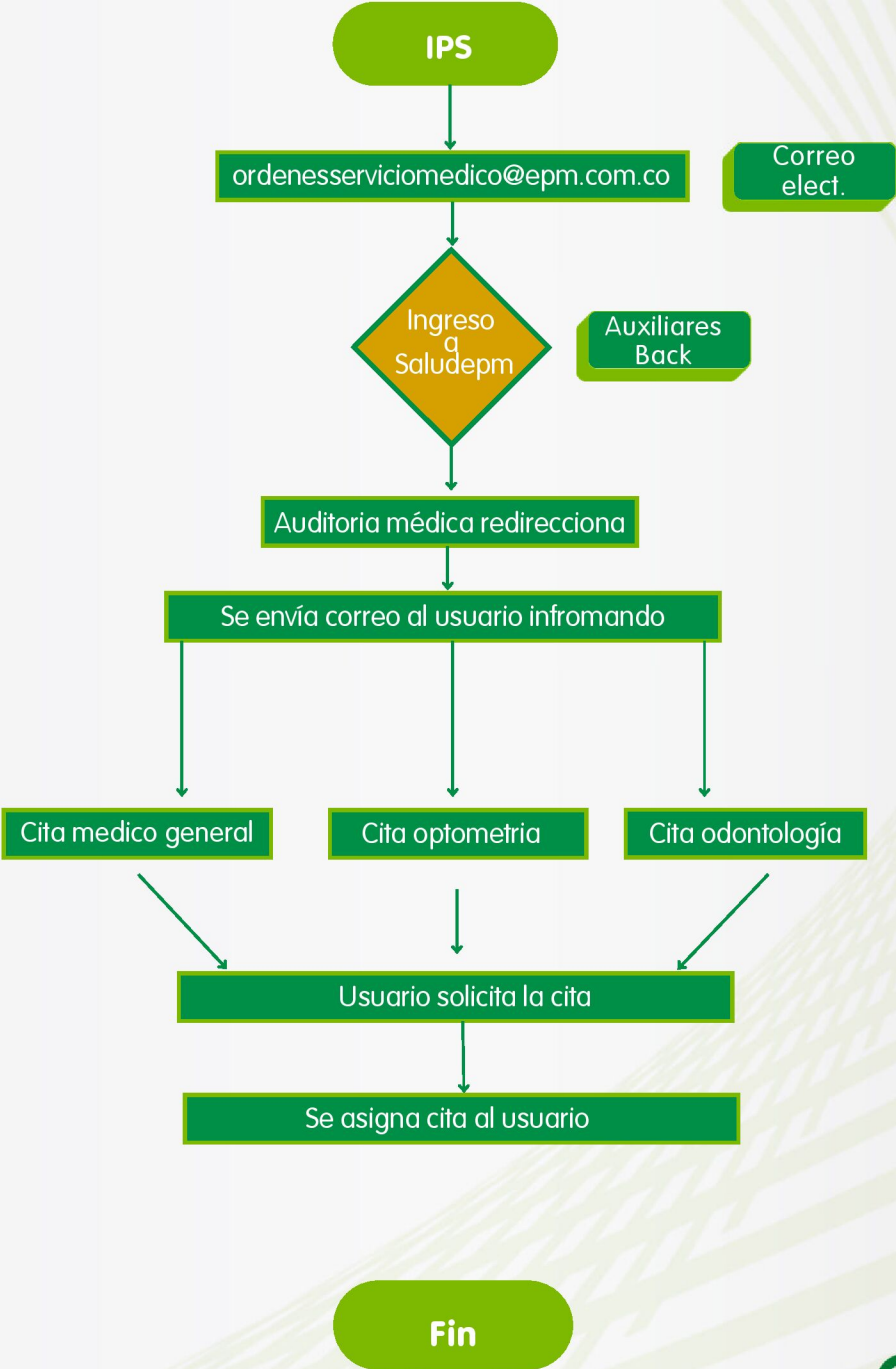 IPS
ordenesserviciomedico@epm.com.co
Correo
elect.
Ingreso
a
Saludepm
Auxiliares
Back
Auditoria médica redirecciona
Se envía correo al usuario infromando
Cita medico general
Cita optometria
Cita odontología
Usuario solicita la cita
Se asigna cita al usuario
Fin